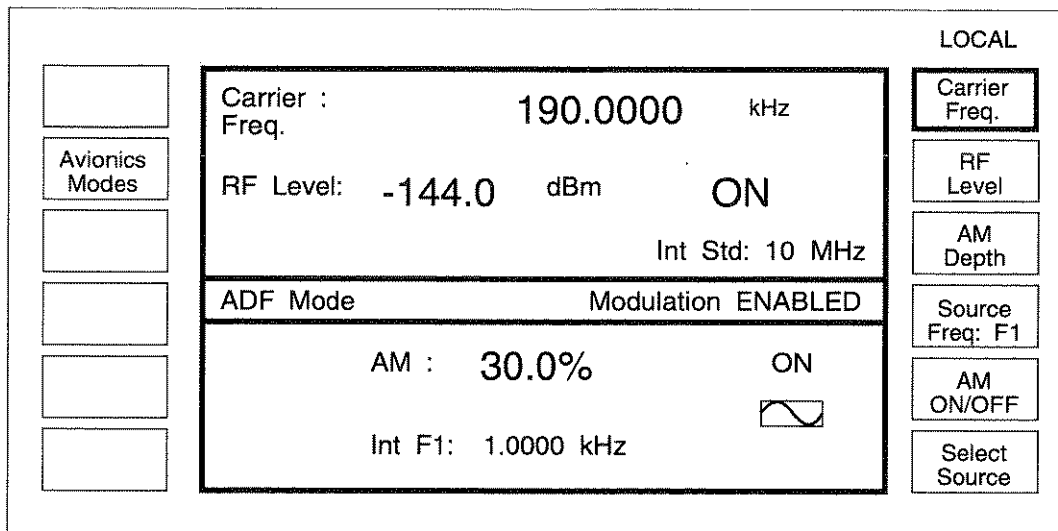 LOCAL
Avionics
Modes
Carrier :
Freq.
190.0000 kHz
RF Level: -144.0 dBm ON
Int Std: 10 MHz
ADF Mode Modulation ENABLED
AM : 30.0% ON
Int F1: 1.0000 kHz
Carrier
Freq.
RF
Level
AM
Depth
Source
Freq: F1
AM
ON/OFF
Select
Source